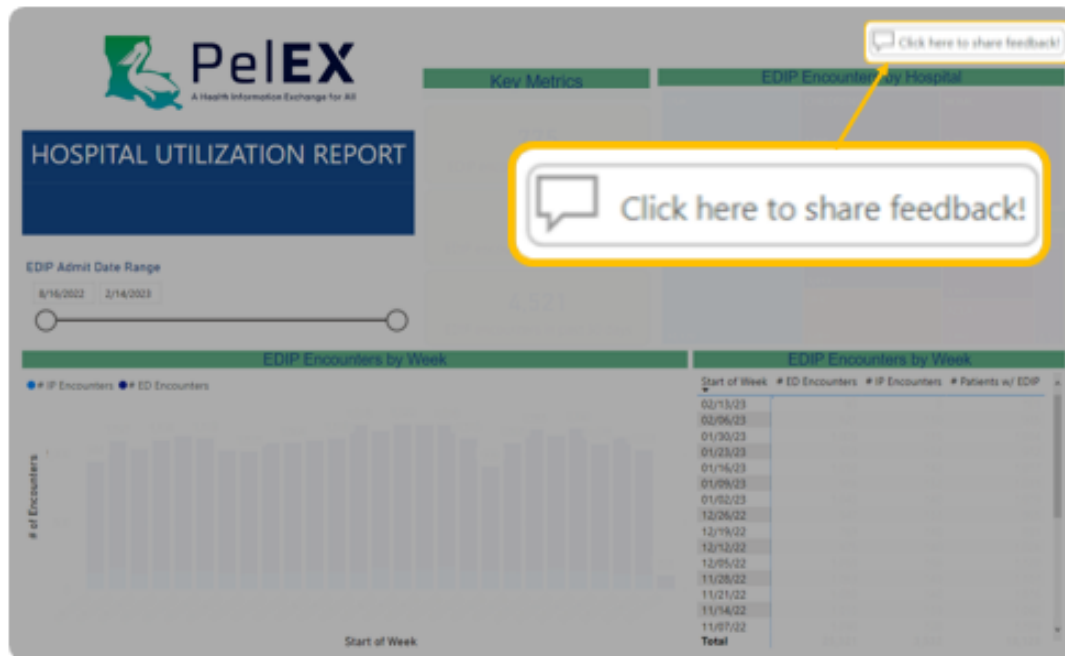 PelEX
A Health Information Exchange for All
Click here to share feedback!
Key Metrics
EDIP Encounters by Hospital
HOSPITAL UTILIZATION REPORT
Click here to share feedback!
EDIP Admit Date Range
8/16/2022 2/14/2023
EDIP Encounters by Week
# IP Encounters # ED Encounters
# of Encounters
Start of Week
EDIP Encounters by Week
Start of Week # ED Encounters # IP Encounters # Patients w/ EDIP
02/13/23
02/06/23
01/30/23
01/23/23
01/16/23
01/09/23
01/02/23
12/26/22
12/19/22
12/12/22
12/05/22
11/28/22
11/21/22
11/14/22
11/07/22
Total